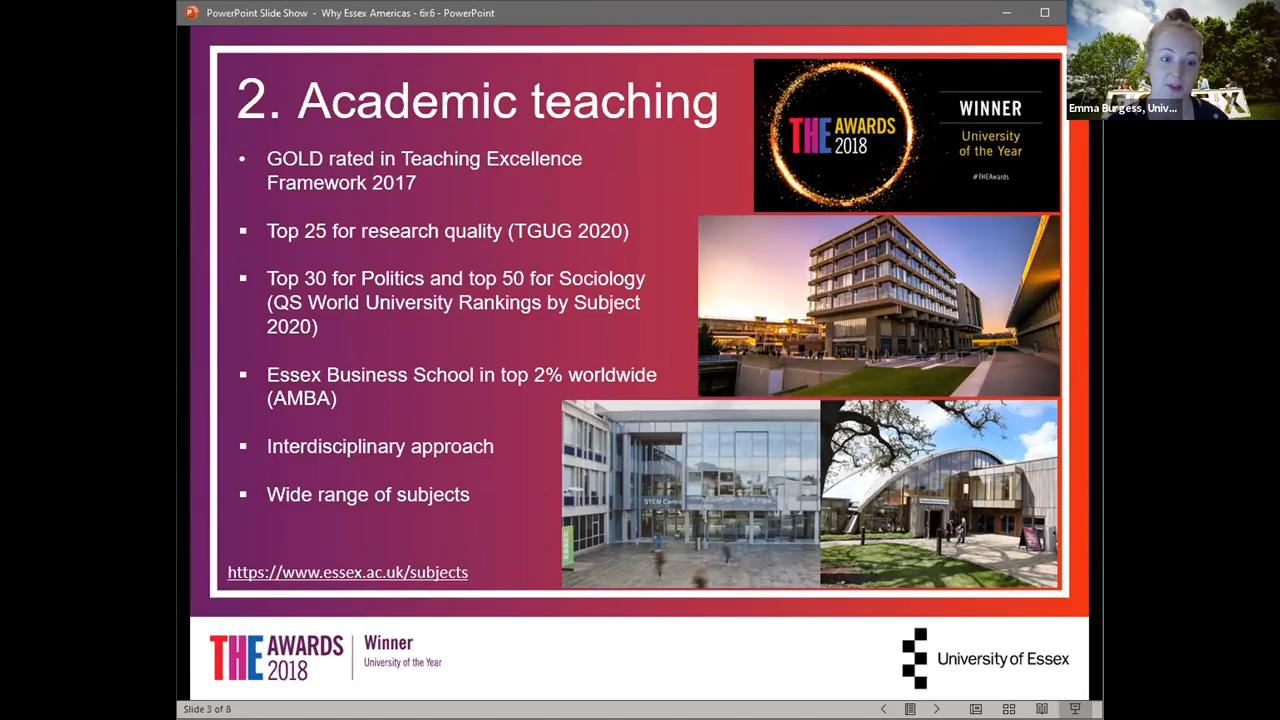 PowerPoint Slide Show - Why Essex Americas - 6x6 - PowerPoint
Emma Burgess, Univ...
2. Academic teaching
• GOLD rated in Teaching Excellence
Framework 2017
▪ Top 25 for research quality (TGUG 2020)
▪ Top 30 for Politics and top 50 for Sociology
(QS World University Rankings by Subject
2020)
▪ Essex Business School in top 2% worldwide
(AMBA)
▪ Interdisciplinary approach
▪ Wide range of subjects
https://www.essex.ac.uk/subjects
THE AWARDS
2018
WINNER
University
of the Year
#THEAwards
STEM Centre
THE AWARDS
2018
Winner
University of the Year
University of Essex
Slide 3 of 8